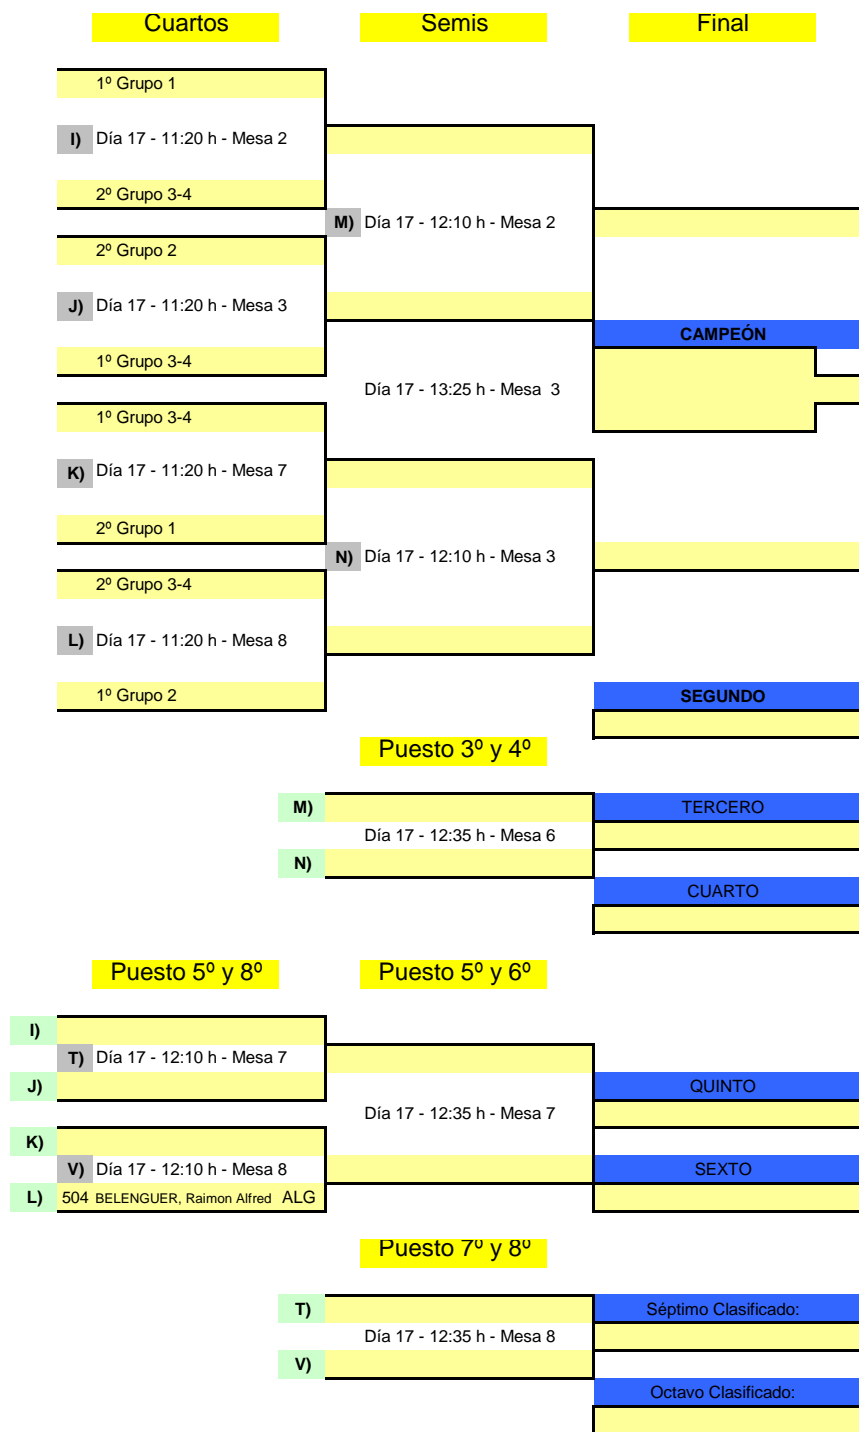 Cuartos Semis Final
1º Grupo 1
I) Día 17 - 11:20 h - Mesa 2
2º Grupo 3-4
M) Día 17 - 12:10 h - Mesa 2
2º Grupo 2
J) Día 17 - 11:20 h - Mesa 3
CAMPEÓN
1º Grupo 3-4
Día 17 - 13:25 h - Mesa 3
1º Grupo 3-4
K) Día 17 - 11:20 h - Mesa 7
2º Grupo 1
N) Día 17 - 12:10 h - Mesa 3
2º Grupo 3-4
L) Día 17 - 11:20 h - Mesa 8
1º Grupo 2 SEGUNDO
Puesto 3º y 4º
M) TERCERO
Día 17 - 12:35 h - Mesa 6
N)
CUARTO
Puesto 5º y 8º Puesto 5º y 6º
I)
T) Día 17 - 12:10 h - Mesa 7
J) QUINTO
Día 17 - 12:35 h - Mesa 7
K)
V) Día 17 - 12:10 h - Mesa 8 SEXTO
L) 504 BELENGUER, Raimon Alfred ALG
Puesto 7º y 8º
T) Séptimo Clasificado:
Día 17 - 12:35 h - Mesa 8
V)
Octavo Clasificado: